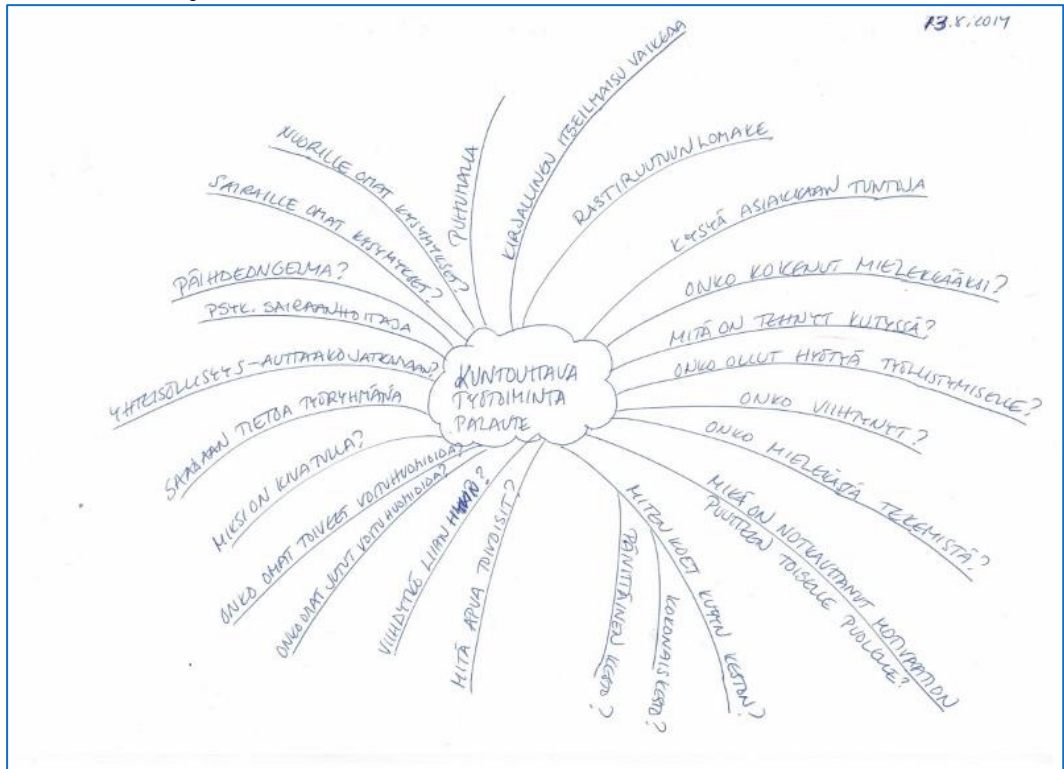 13.8.2014
KUNTOUTTAVA
TYÖTOIMINTA
PALAUTE
PUHUMALLA
KIRJALLINEN ITSEILMAISU VAIKEAA
RASTIRUUTUUN LOMAKE
KYSYÄ ASIAKKAAN TUNTOJA
ONKO KOKENUT MIELEKKÄÄKSI?
MITÄ ON TEHNYT KUTYSSÄ?
ONKO OLLUT HYÖTYÄ TYÖLLISTYMISELLE?
ONKO VIIHTYNYT?
ONKO MIELEKÄSTÄ TEKEMISTÄ?
MIKÄ ON NOTKAUTTANUT MOTIVAATION
PUUTTEEN TOISELLE PUOLELLE?
MITEN KOET KUTYN KESTON?
KOKONAISKESTO?
PÄIVITTÄINEN KESTO?
MITÄ APUA TOIVOISIT?
VIIHDYTTEKÖ LIIAN HYVIN?
ONKO OMAT JUTUT VOITU HUOMIOIDA?
ONKO OMAT TOIVEET VOITU HUOMIOIDA?
MIKSI ON KIVA TULLA?
SAADAAN TIETOA TYÖRYHMÄNÄ
YHTEISÖLLISYYS-AUTTAAKO JATKAMAAN?
PSYK. SAIRAANHOITAJA
PÄIHDEONGELMA?
SAIRAILLE OMAT KYSYMYKSET?
NUORILLE OMAT KYSYMYKSET?